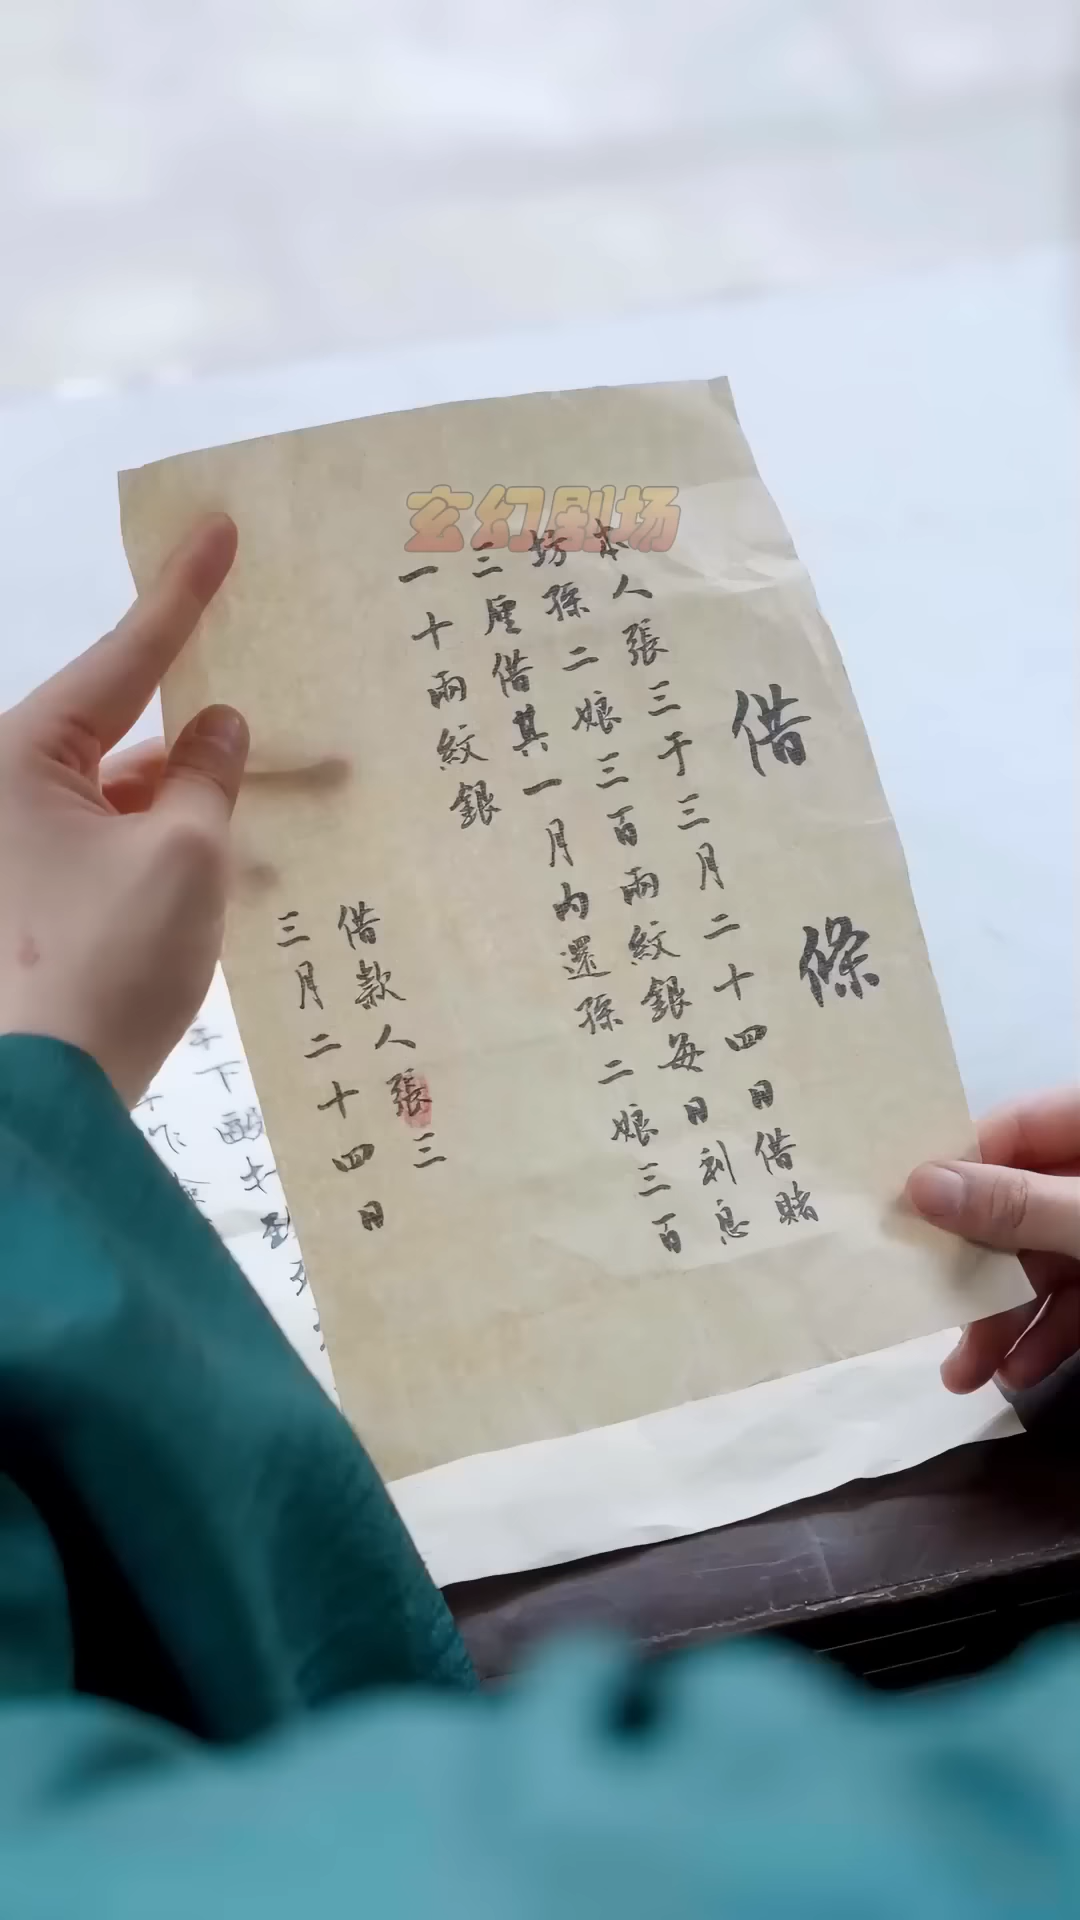 玄幻剧场
借條
本人張三于三月二十四日借賭
坊孫二娘三百兩紋銀每日利息
三厘借其一月內還孫二娘三百
一十兩紋銀
借款人張三
三月二十四日